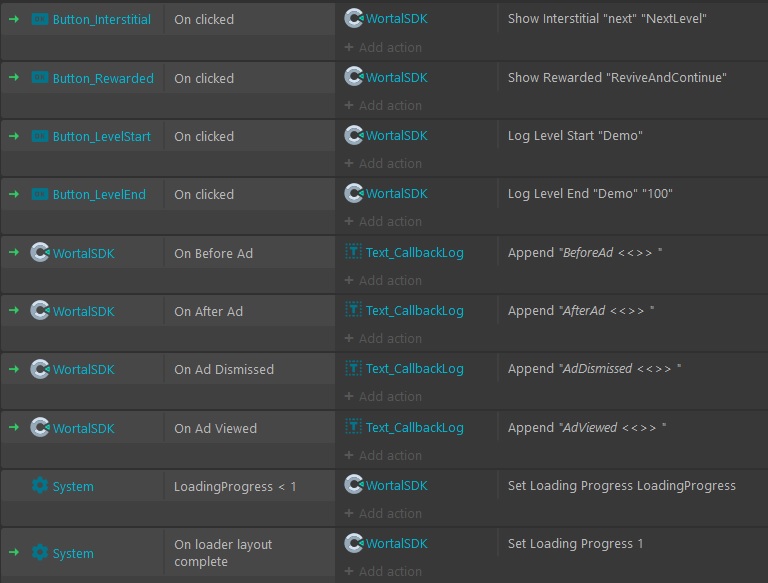 Button_Interstitial On clicked WortalSDK Show Interstitial "next" "NextLevel"
+ Add action
Button_Rewarded On clicked WortalSDK Show Rewarded "ReviveAndContinue"
+ Add action
Button_LevelStart On clicked WortalSDK Log Level Start "Demo"
+ Add action
Button_LevelEnd On clicked WortalSDK Log Level End "Demo" "100"
+ Add action
WortalSDK On Before Ad Text_CallbackLog Append "BeforeAd <<>> "
+ Add action
WortalSDK On After Ad Text_CallbackLog Append "AfterAd <<>> "
+ Add action
WortalSDK On Ad Dismissed Text_CallbackLog Append "AdDismissed <<>> "
+ Add action
WortalSDK On Ad Viewed Text_CallbackLog Append "AdViewed <<>> "
+ Add action
System LoadingProgress < 1 WortalSDK Set Loading Progress LoadingProgress
+ Add action
System On loader layout complete WortalSDK Set Loading Progress 1
+ Add action